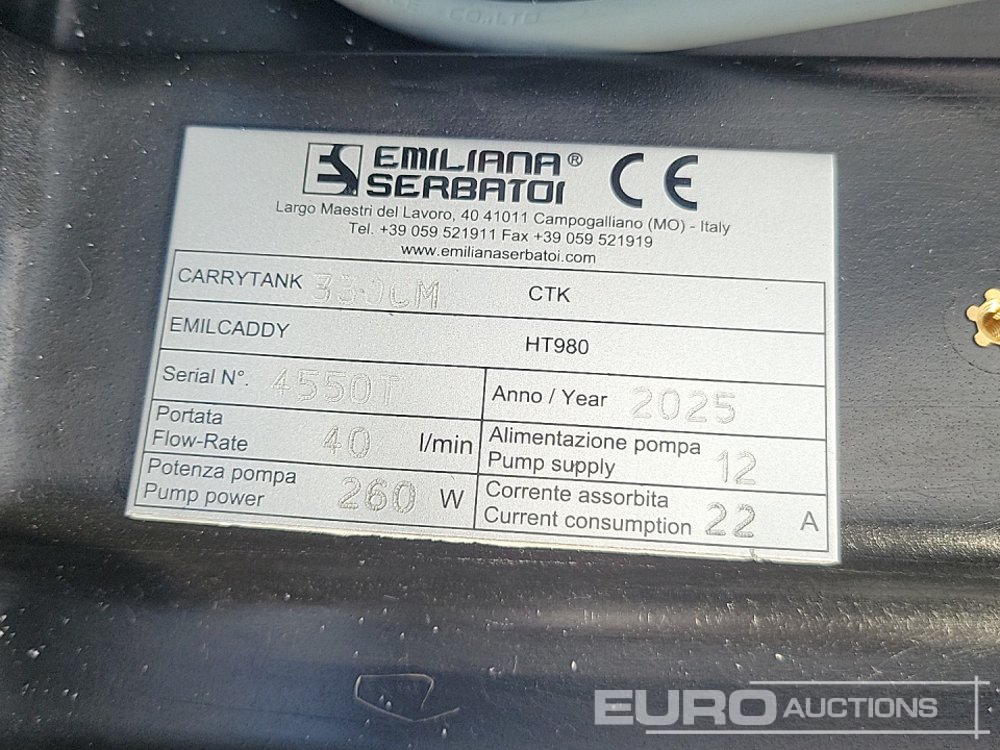 CO.,LTD
EMILIANA®
SERBATOI
CE
Largo Maestri del Lavoro, 40 41011 Campogalliano (MO) - Italy
Tel. +39 059 521911 Fax +39 059 521919
www.emilianaserbatoi.com
CARRYTANK CTK
EMILCADDY HT980
Serial N°. 4550T Anno / Year 2025
Portata
Flow-Rate 40 l/min
Alimentazione pompa
Pump supply 12
Potenza pompa
Pump power 260 W
Corrente assorbita
Current consumption 22 A
EURO AUCTIONS